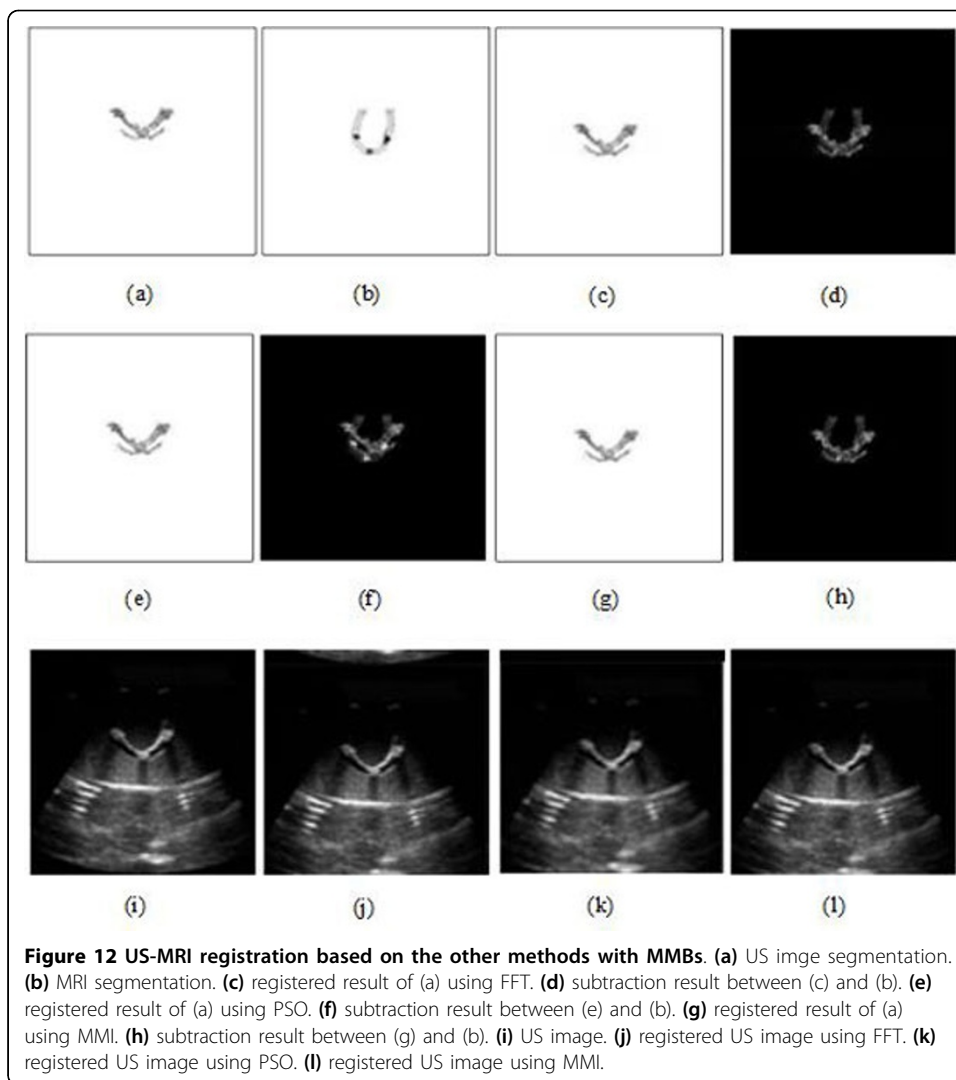 (a) (b) (c) (d)
(e) (f) (g) (h)
(i) (j) (k) (l)
Figure 12 US-MRI registration based on the other methods with MMBs. (a) US imge segmentation.
(b) MRI segmentation. (c) registered result of (a) using FFT. (d) subtraction result between (c) and (b). (e)
registered result of (a) using PSO. (f) subtraction result between (e) and (b). (g) registered result of (a)
using MMI. (h) subtraction result between (g) and (b). (i) US image. (j) registered US image using FFT. (k)
registered US image using PSO. (l) registered US image using MMI.